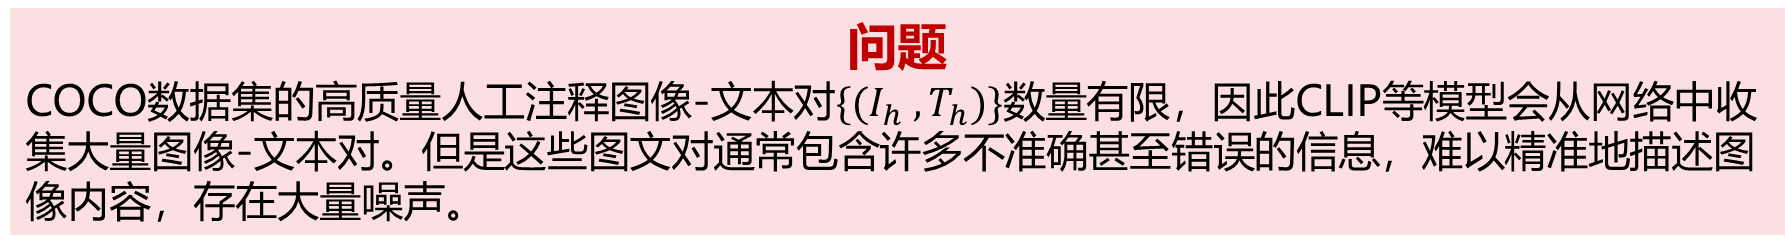 问题
COCO数据集的高质量人工注释图像-文本对{(I_h , T_h)}数量有限，因此CLIP等模型会从网络中收
集大量图像-文本对。但是这些图文对通常包含许多不准确甚至错误的信息，难以精准地描述图
像内容，存在大量噪声。